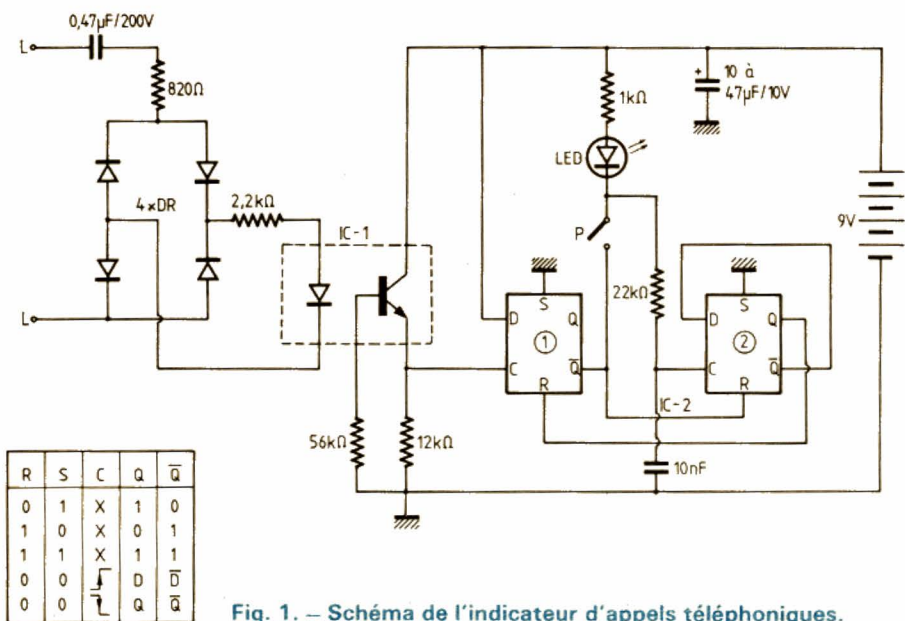 0,47µF/200V
L
820Ω
4×DR
2,2kΩ
L
IC-1
56kΩ
12kΩ
1kΩ
LED
P
22kΩ
+
10 à
47µF/10V
9V
S
D
Q
1
C
Q̄
R
S
D
Q
2
C
Q̄
R
IC-2
10nF
R S C Q Q̄
0 1 X 1 0
1 0 X 0 1
1 1 X 1 1
0 0 D D̄
0 0 Q Q̄
Fig. 1. – Schéma de l'indicateur d'appels téléphoniques.